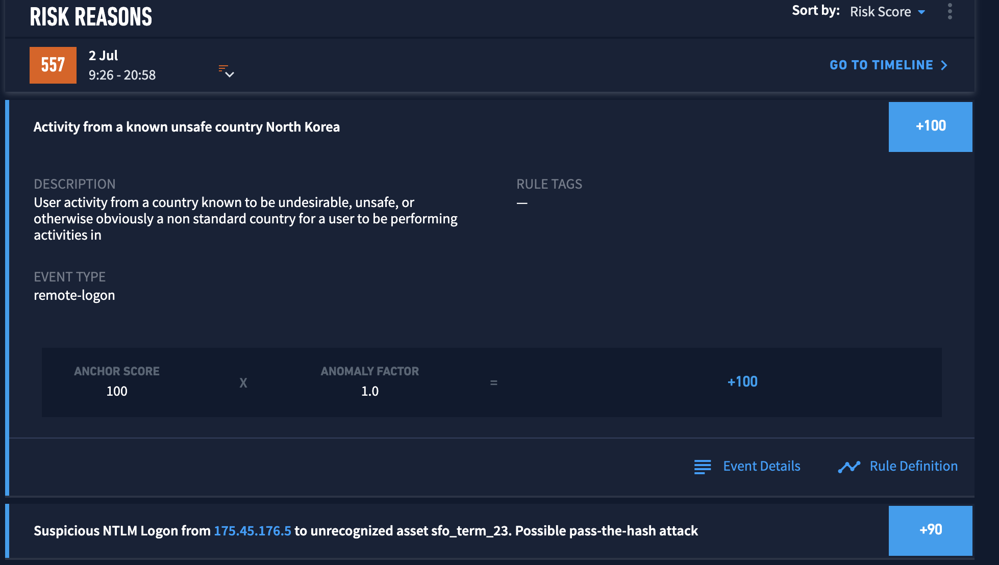 RISK REASONS
Sort by: Risk Score
557
2 Jul
9:26 - 20:58
GO TO TIMELINE
Activity from a known unsafe country North Korea
+100
DESCRIPTION
User activity from a country known to be undesirable, unsafe, or
otherwise obviously a non standard country for a user to be performing
activities in
RULE TAGS
—
EVENT TYPE
remote-logon
ANCHOR SCORE
100
X
ANOMALY FACTOR
1.0
=
+100
Event Details
Rule Definition
Suspicious NTLM Logon from 175.45.176.5 to unrecognized asset sfo_term_23. Possible pass-the-hash attack
+90